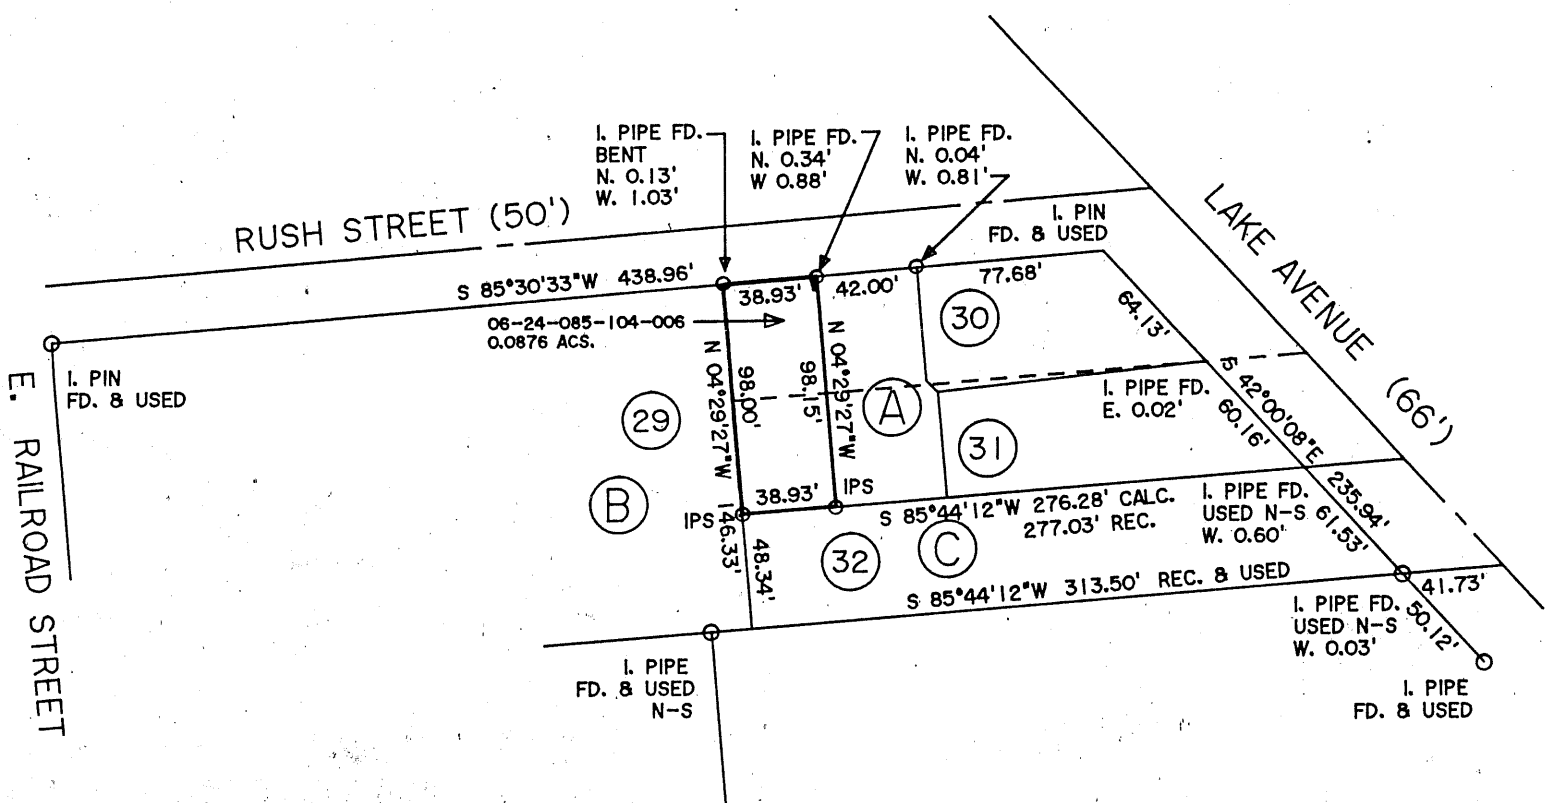 I. PIPE FD.
BENT
N. 0.13'
W. 1.03'
I. PIPE FD.
N. 0.34'
W 0.88'
I. PIPE FD.
N. 0.04'
W. 0.81'
RUSH STREET (50')
I. PIN
FD. & USED
LAKE AVENUE (66')
S 85°30'33"W 438.96'
38.93'
42.00'
77.68'
06-24-085-104-006
0.0876 ACS.
30
64.13'
I. PIN
FD. & USED
E. RAILROAD STREET
N 04°29'27"W 146.33'
98.00'
98.15'
N 04°29'27"W
A
I. PIPE FD.
E. 0.02'
S 42°00'08"E 235.94'
60.16'
29
31
B
38.93'
IPS
IPS
S 85°44'12"W 276.28' CALC.
277.03' REC.
I. PIPE FD.
USED N-S
W. 0.60'
61.53'
48.34'
32
C
S 85°44'12"W 313.50' REC. & USED
41.73'
I. PIPE FD.
USED N-S
W. 0.03'
50.12'
I. PIPE
FD. & USED
N-S
I. PIPE
FD. & USED